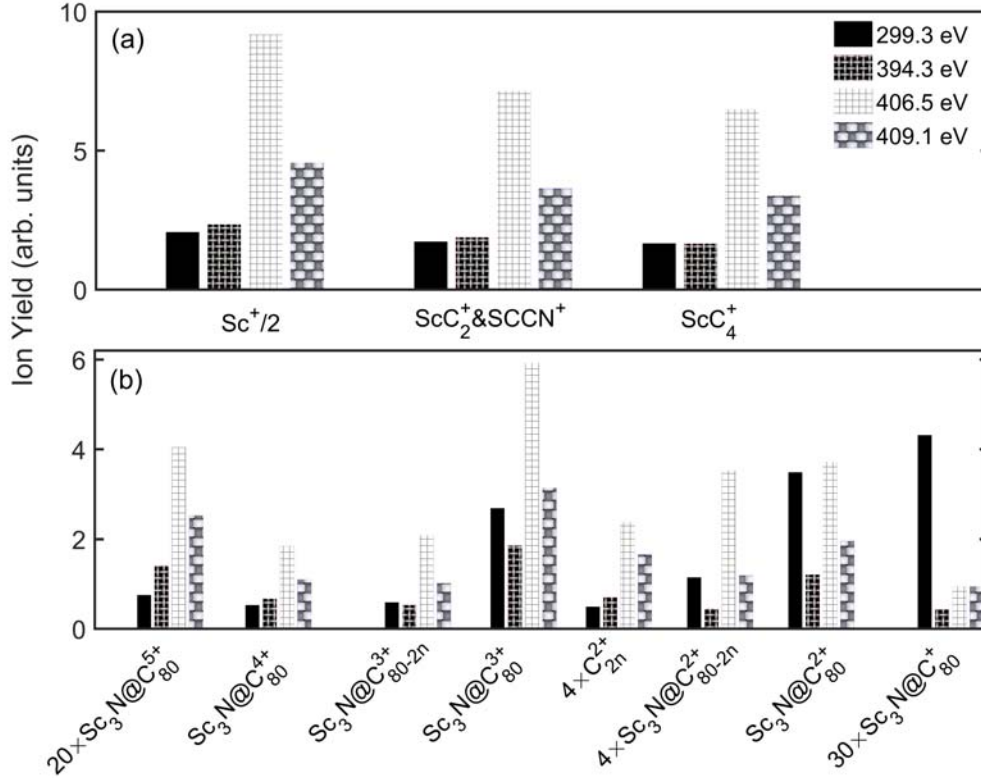 10
(a)
299.3 eV
394.3 eV
406.5 eV
409.1 eV
5
0
Sc⁺/2
ScC₂⁺&SCCN⁺
ScC₄⁺
Ion Yield (arb. units)
6
(b)
4
2
0
20×Sc₃N@C₈₀⁵⁺
Sc₃N@C₈₀⁴⁺
Sc₃N@C₈₀₋₂ₙ³⁺
Sc₃N@C₈₀³⁺
4×C₂ₙ²⁺
4×Sc₃N@C₈₀₋₂ₙ²⁺
Sc₃N@C₈₀²⁺
30×Sc₃N@C₈₀⁺